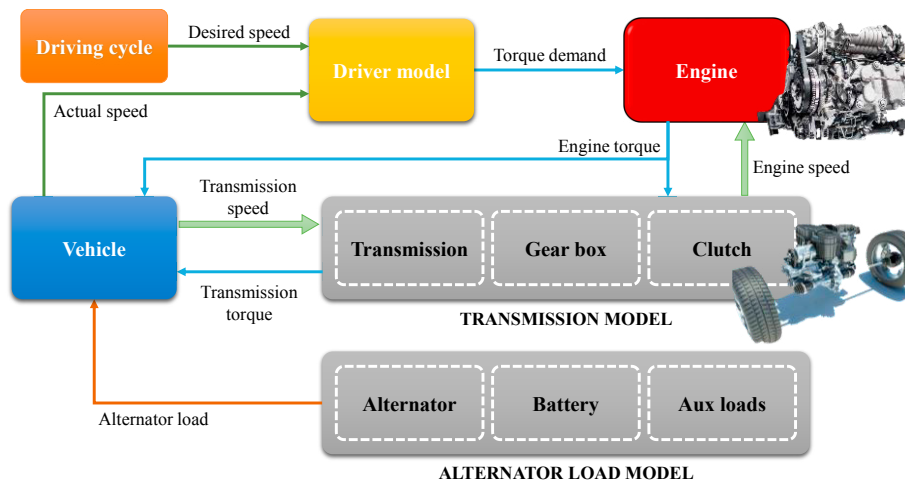 Driving cycle
Desired speed
Driver model
Torque demand
Engine
Actual speed
Engine torque
Engine speed
Transmission
speed
Vehicle
Transmission
Gear box
Clutch
Transmission
torque
TRANSMISSION MODEL
Alternator
Battery
Aux loads
Alternator load
ALTERNATOR LOAD MODEL